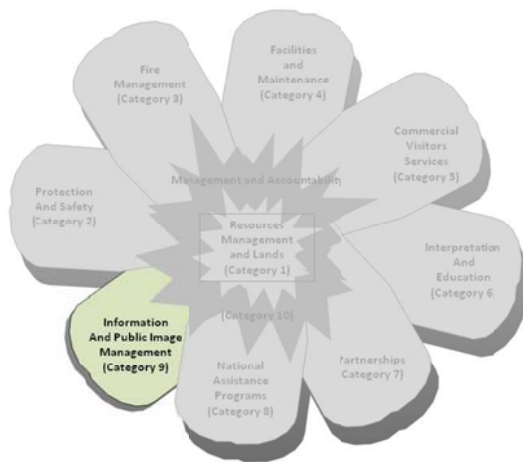 Facilities
and
Maintenance
(Category 4)
Fire
Management
(Category 3)
Commercial
Visitors
Services
(Category 5)
Management and Accountability
Protection
And Safety
(Category 2)
Resources
Management
and Lands
(Category 1)
Interpretation
And
Education
(Category 6)
(Category 10)
Information
And Public Image
Management
(Category 9)
Partnerships
(Category 7)
National
Assistance
Programs
(Category 8)